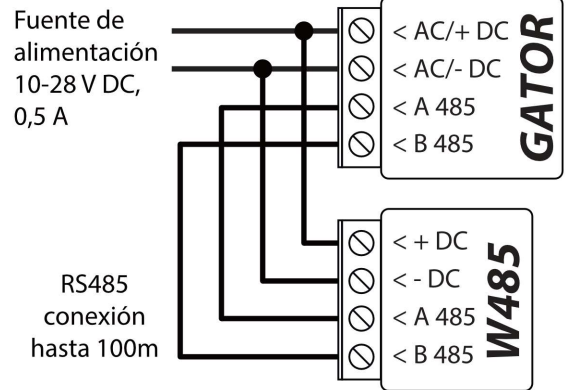 Fuente de
alimentación
10-28 V DC,
0,5 A
< AC/+ DC
< AC/- DC
< A 485
< B 485
GATOR
< + DC
< - DC
< A 485
< B 485
W485
RS485
conexión
hasta 100m